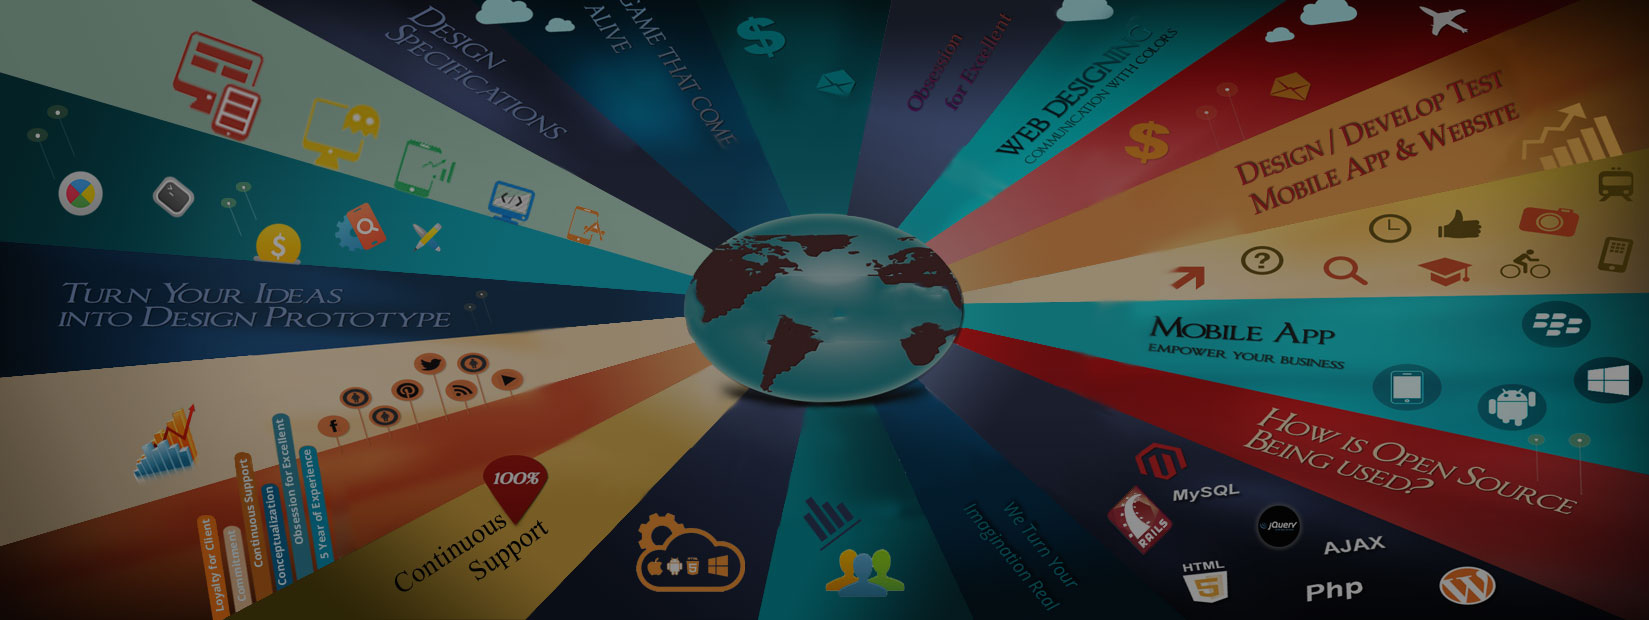 DESIGN
SPECIFICATIONS
GAME THAT COME
ALIVE
Obsession
for Excellent
WEB DESIGNING
COMMUNICATION WITH COLORS
DESIGN / DEVELOP TEST
MOBILE APP & WEBSITE
TURN YOUR IDEAS
INTO DESIGN PROTOTYPE
MOBILE APP
EMPOWER YOUR BUSINESS
HOW IS OPEN SOURCE
BEING USED?
Loyalty for Client
Commitment
Continuous Support
Conceptualization
Obsession for Excellent
5 Year of Experience
100%
Continuous
Support
We Turn Your
Imagination Real
MySQL
RAILS
jQuery
AJAX
HTML
5
Php